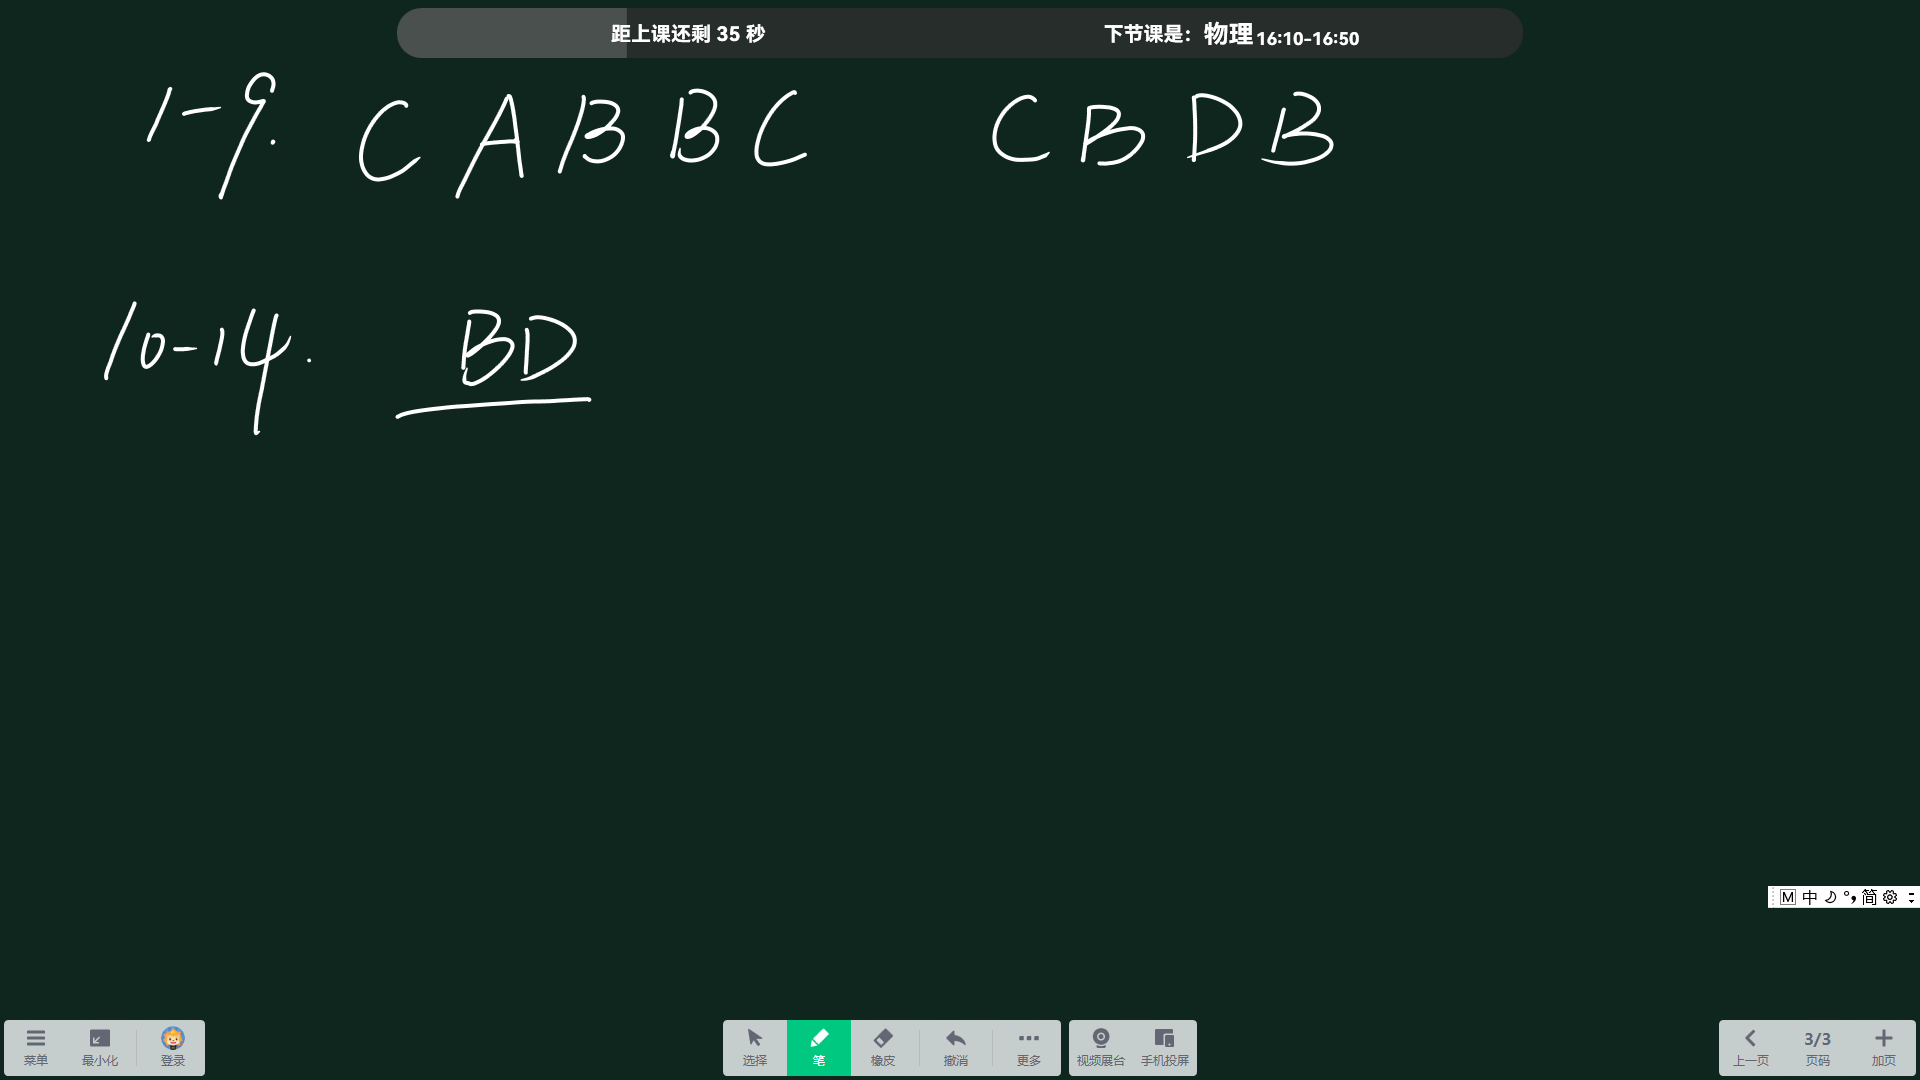 距上课还剩 35 秒 下节课是：物理 16:10-16:50
1-9. C A B B C C B D B
10-14. BD
M 中 简
菜单 最小化 登录 选择 笔 橡皮 撤消 更多 视频展台 手机投屏 上一页 3/3 页码 加页